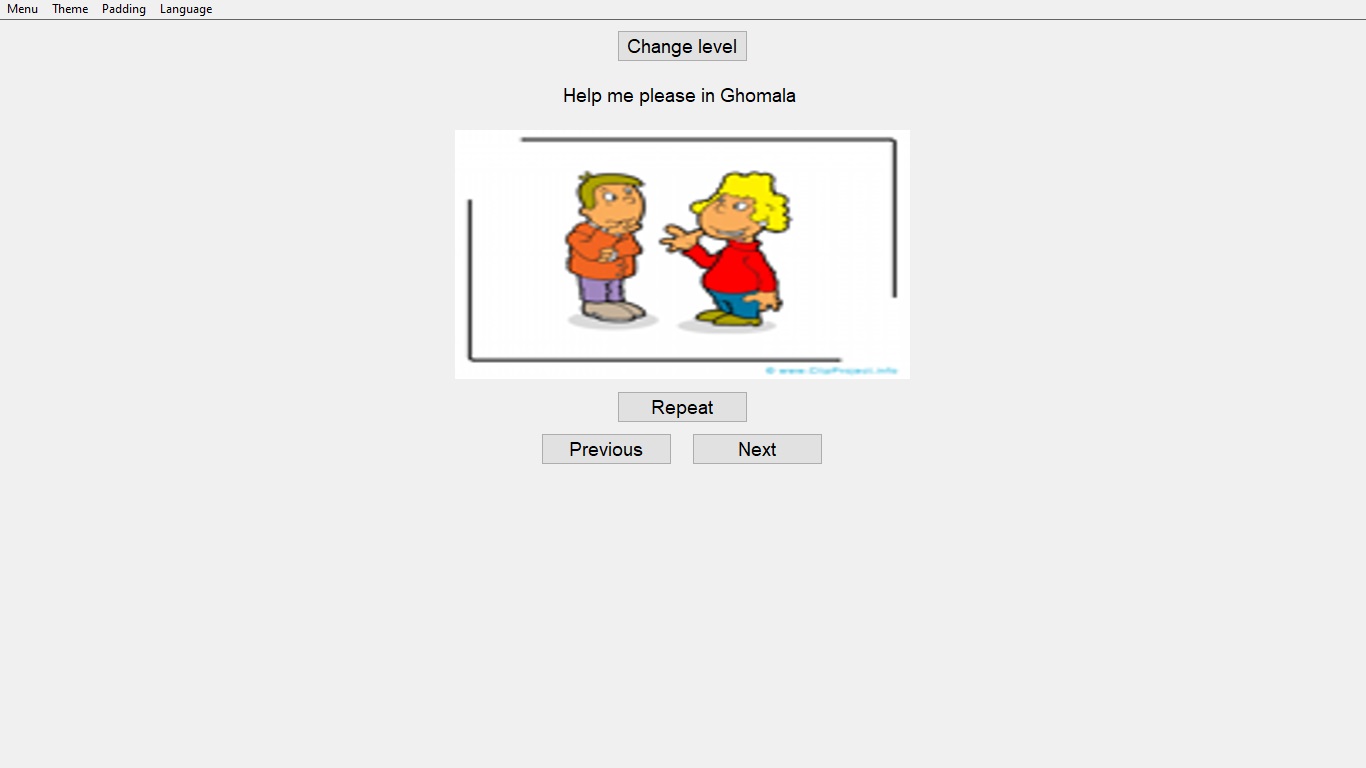 Menu Theme Padding Language
Change level
Help me please in Ghomala
© www.ClipProject.info
Repeat
Previous Next